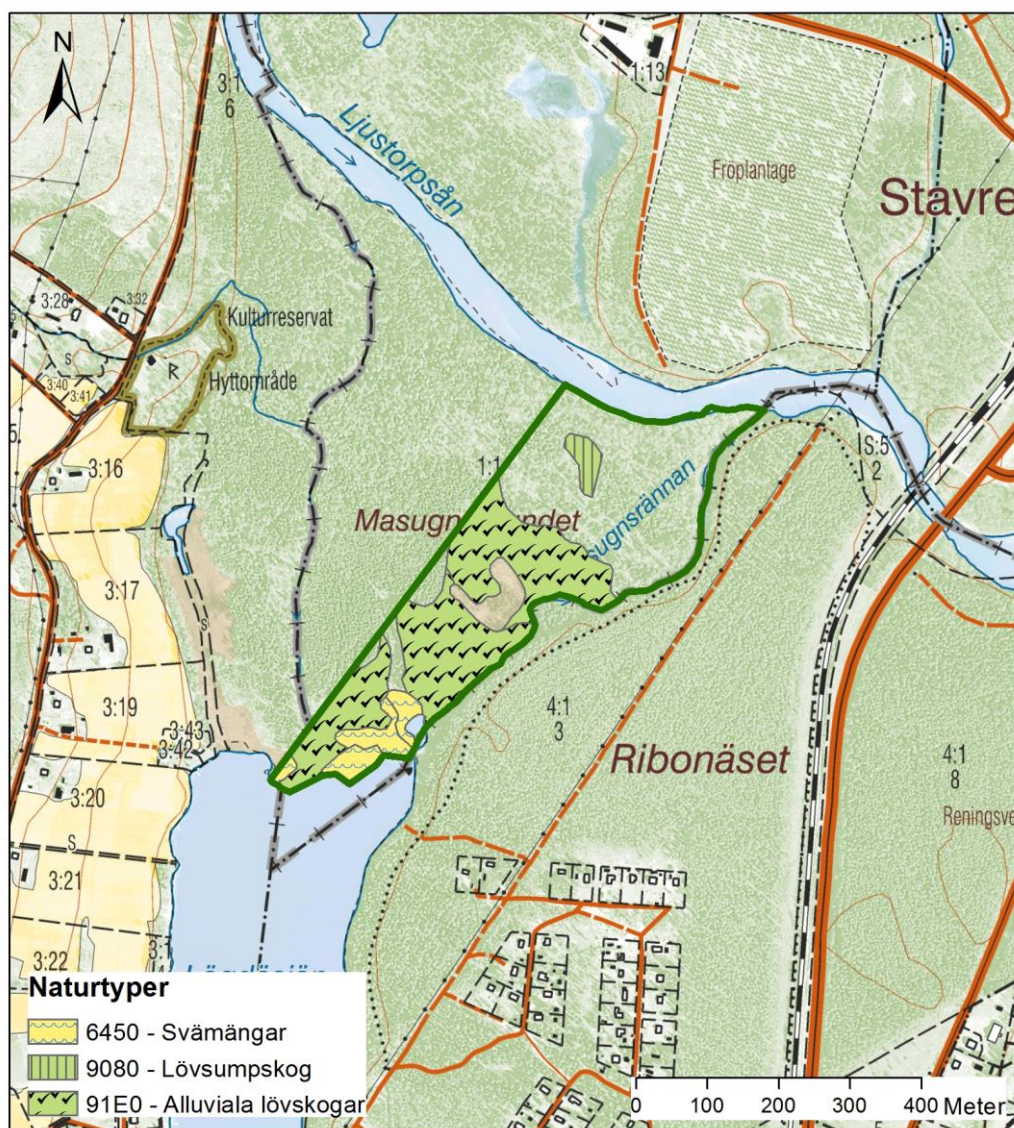 N
3:1
6
1:13
Ljustorpsån
Fröplantage
Stavre
3:28
3:32
Kulturreservat
S
R
Hyttområde
3:40
3:41
3:16
1:1
S:5
2
Masugn
ndet
sugnsrännan
3:17
S
3:19
4:1
3
3:43
3:42
Ribonäset
4:1
8
3:20
Reningsve
S
3:21
3:22
Naturtyper
6450 - Svämängar
9080 - Lövsumpskog
91E0 - Alluviala lövskogar
0 100 200 300 400 Meter